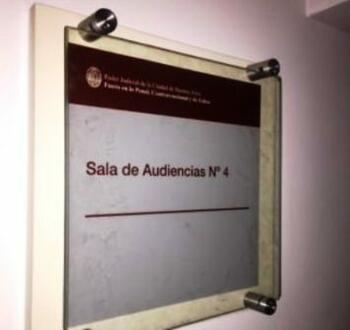 Poder Judicial de la Ciudad de Buenos Aires
Fuero en lo Penal, Contravencional y de Faltas
Sala de Audiencias Nº 4